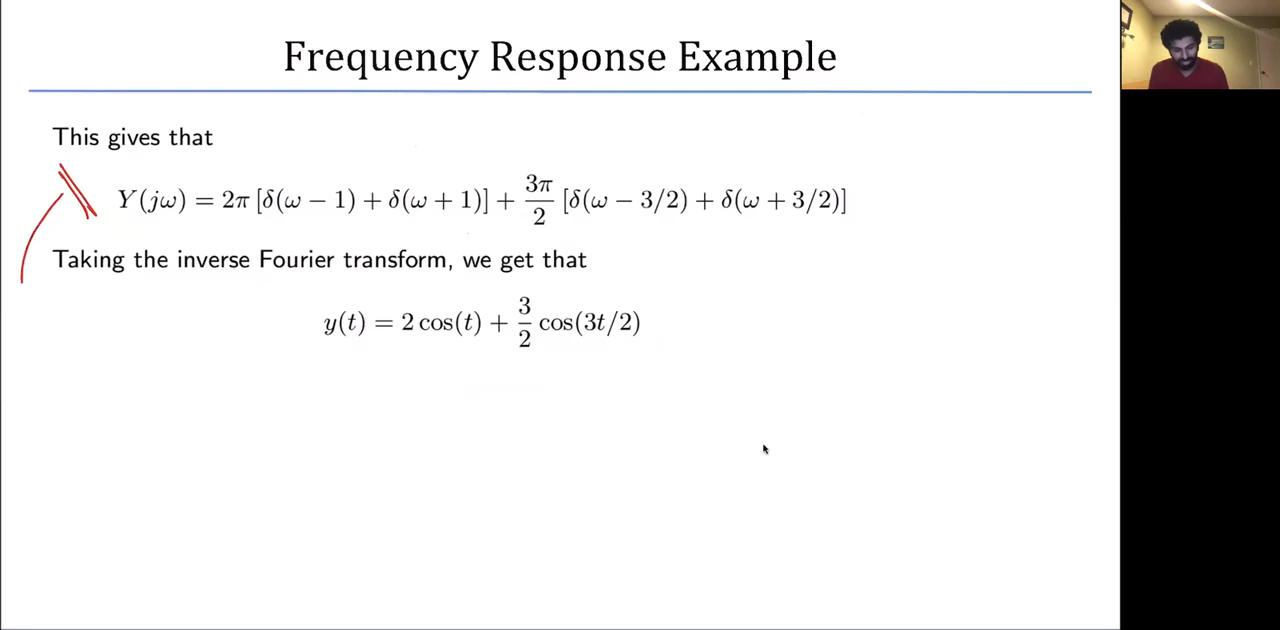 Frequency Response Example
This gives that
Y(jω) = 2π [δ(ω − 1) + δ(ω + 1)] + 3π/2 [δ(ω − 3/2) + δ(ω + 3/2)]
Taking the inverse Fourier transform, we get that
y(t) = 2 cos(t) + 3/2 cos(3t/2)